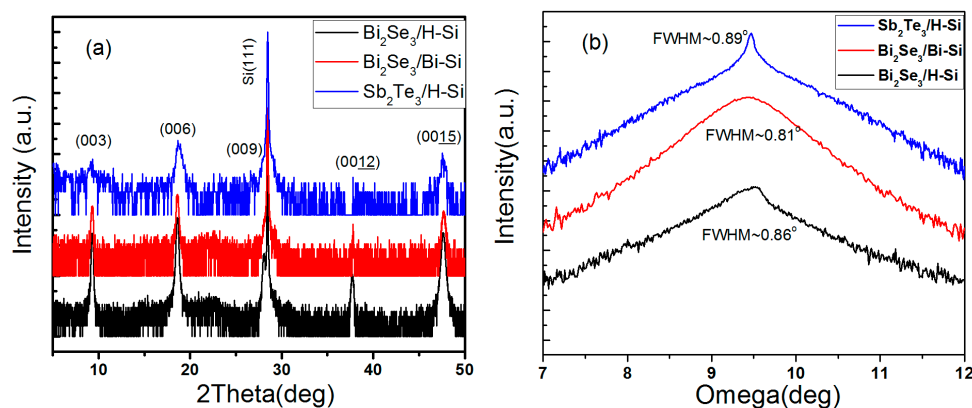 (a)
Bi₂Se₃/H-Si
Bi₂Se₃/Bi-Si
Sb₂Te₃/H-Si
Si(111)
(003)
(006)
(009)
(0012)
(0015)
Intensity (a.u.)
10 20 30 40 50
2Theta(deg)
(b)
Sb₂Te₃/H-Si
Bi₂Se₃/Bi-Si
Bi₂Se₃/H-Si
FWHM~0.89°
FWHM~0.81°
FWHM~0.86°
Intensity(a.u.)
7 8 9 10 11 12
Omega(deg)